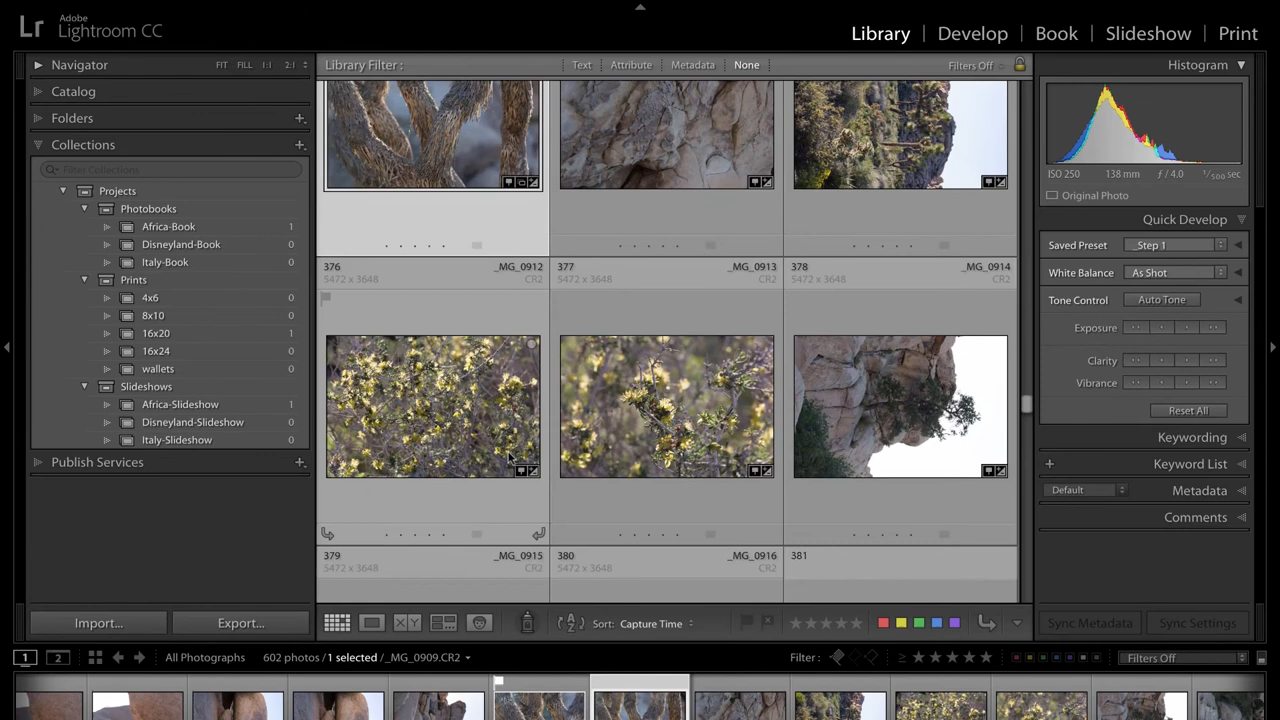 Lr Adobe
Lightroom CC
Library | Develop | Book | Slideshow | Print
Navigator FIT FILL 1:1 2:1
Catalog
Folders
Collections
Filter Collections
Projects
Photobooks
Africa-Book 1
Disneyland-Book 0
Italy-Book 0
Prints
4x6 0
8x10 0
16x20 1
16x24 0
wallets 0
Slideshows
Africa-Slideshow 1
Disneyland-Slideshow 0
Italy-Slideshow 0
Publish Services
Import... Export...
Library Filter : Text Attribute Metadata None Filters Off
376 _MG_0912 377 _MG_0913 378 _MG_0914
5472 x 3648 CR2 5472 x 3648 CR2 5472 x 3648 CR2
379 _MG_0915 380 _MG_0916 381
5472 x 3648 CR2 5472 x 3648 CR2
XY Sort: Capture Time
Histogram
ISO 250 138 mm ƒ / 4.0 1/500 sec
Original Photo
Quick Develop
Saved Preset _Step 1
White Balance As Shot
Tone Control Auto Tone
Exposure
Clarity
Vibrance
Reset All
Keywording
Keyword List
Default Metadata
Comments
Sync Metadata Sync Settings
1 2 All Photographs 602 photos / 1 selected / _MG_0909.CR2 Filter : Filters Off